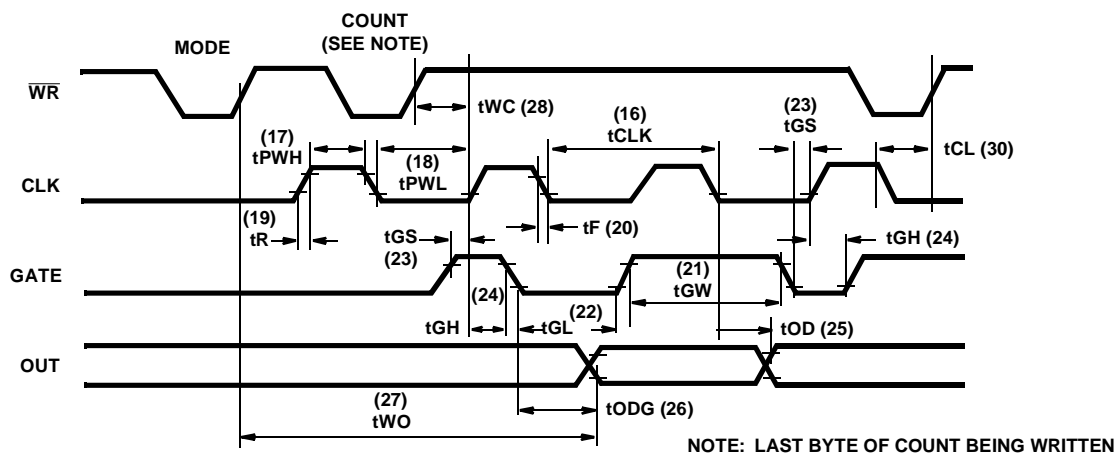 COUNT
(SEE NOTE)
MODE
WR
tWC (28)
(16)
tCLK
(23)
tGS
tCL (30)
(17)
tPWH
(18)
tPWL
CLK
(19)
tR
tGS
(23)
tF (20)
tGH (24)
GATE
(24)
tGH
(22)
tGL
(21)
tGW
tOD (25)
OUT
(27)
tWO
tODG (26)
NOTE: LAST BYTE OF COUNT BEING WRITTEN